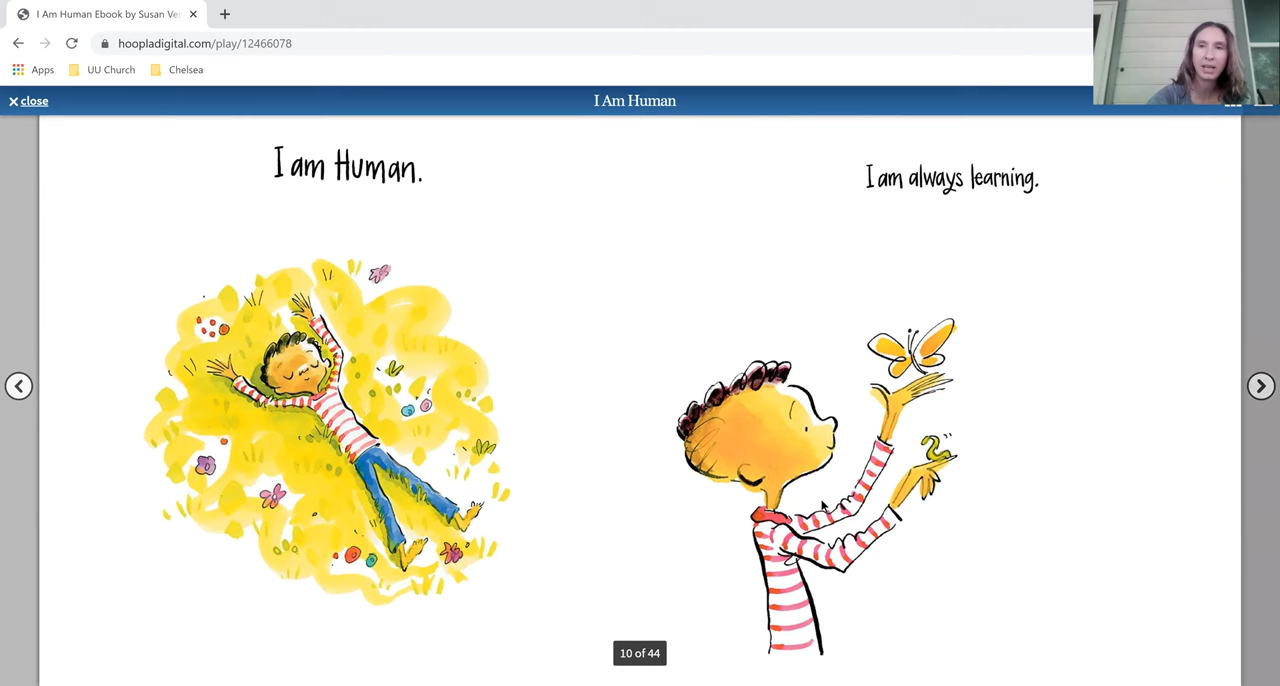 I Am Human Ebook by Susan Ver
hoopladigital.com/play/12466078
Apps UU Church Chelsea
close
I Am Human
I am Human.
I am always learning.
10 of 44